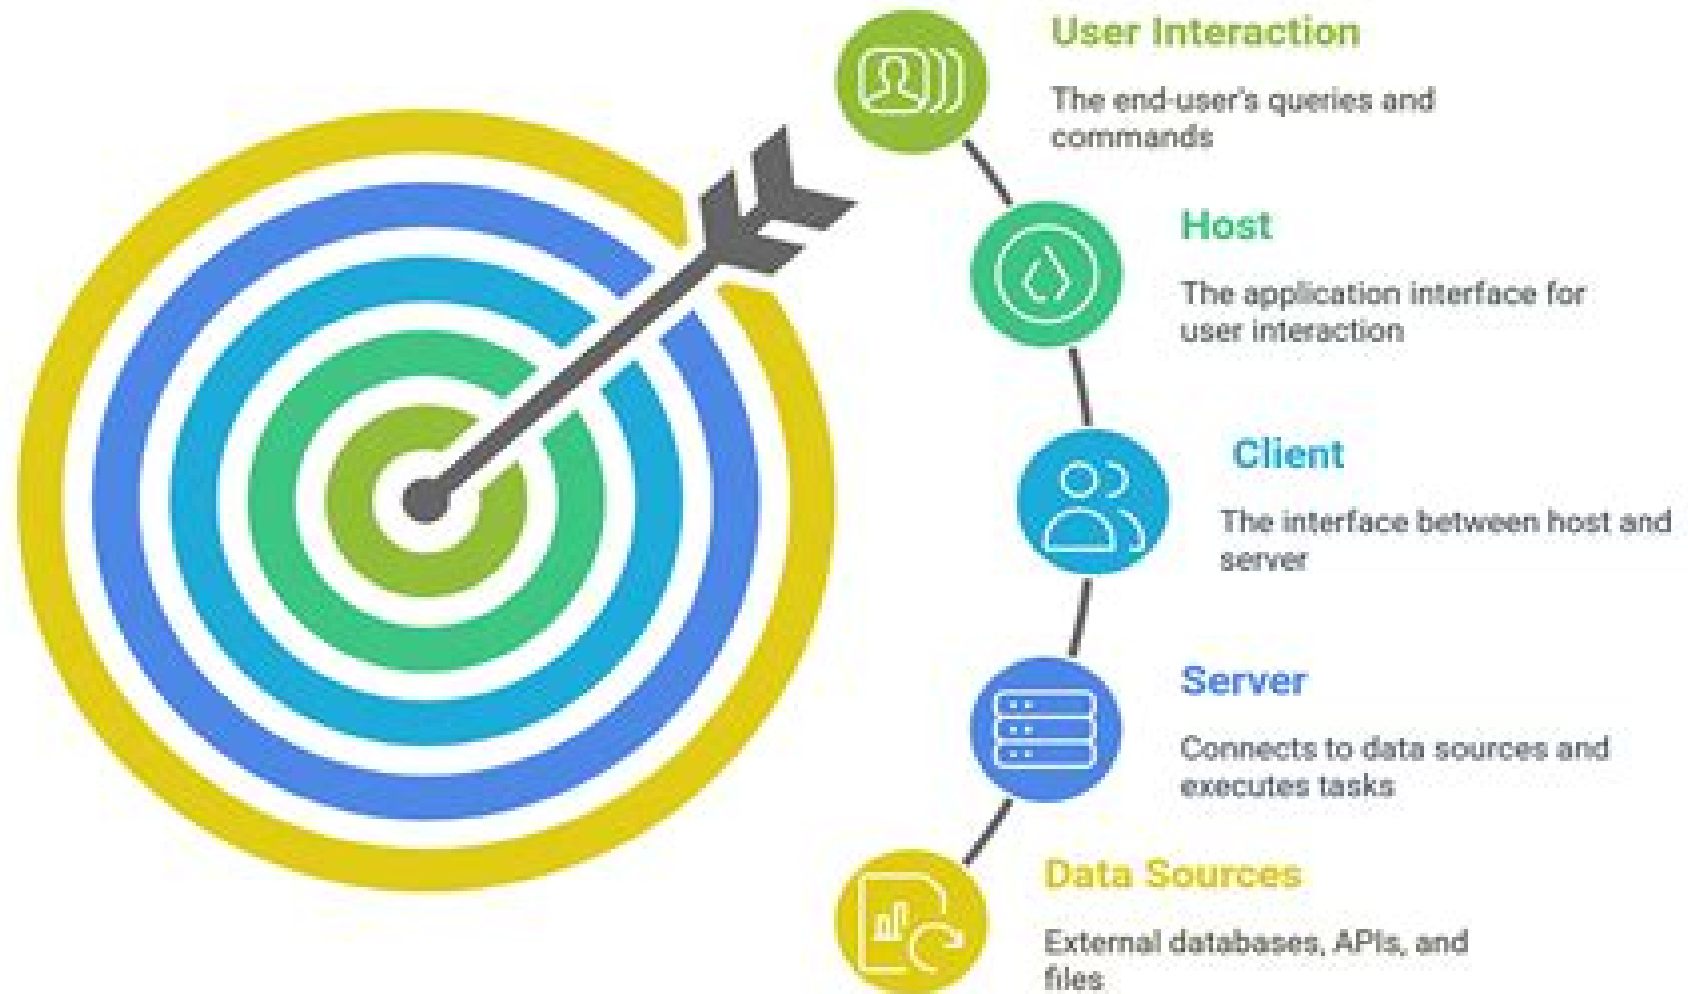 User Interaction
The end-user's queries and
commands
Host
The application interface for
user interaction
Client
The interface between host and
server
Server
Connects to data sources and
executes tasks
Data Sources
External databases, APIs, and
files